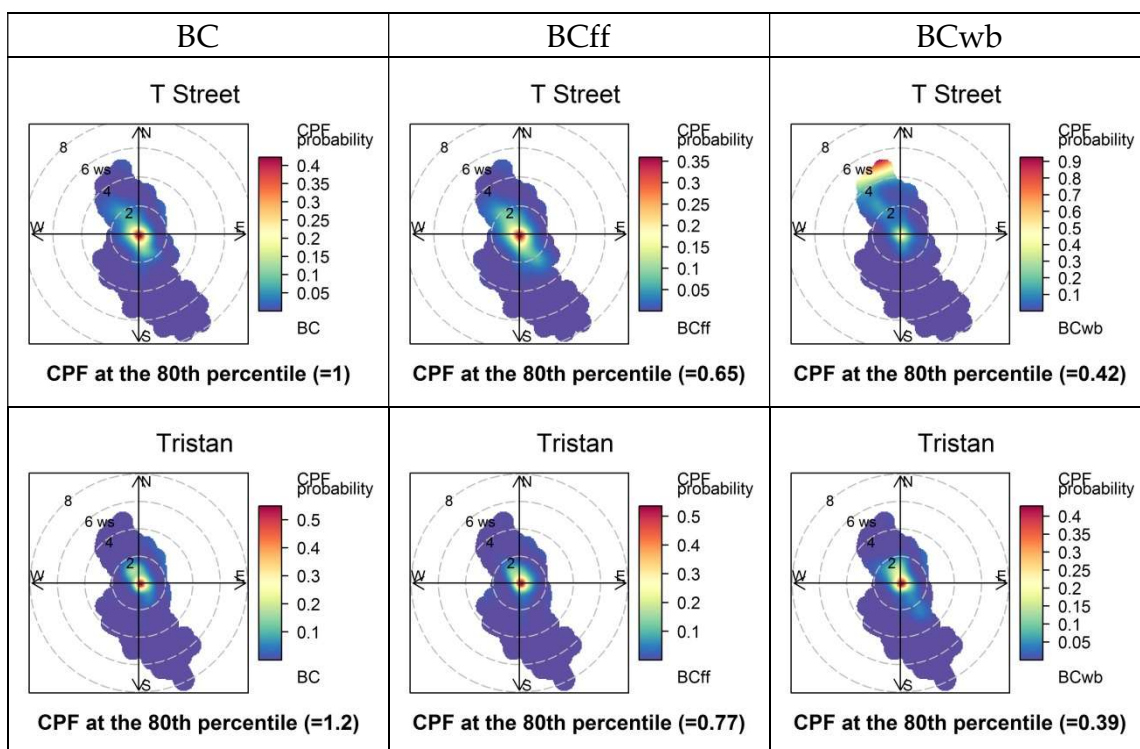 BC
BCff
BCwb
T Street
N
8
6 ws
4
2
W
E
S
CPF
probability
0.4
0.35
0.3
0.25
0.2
0.15
0.1
0.05
BC
CPF at the 80th percentile (=1)
T Street
N
8
6 ws
4
2
W
E
S
CPF
probability
0.35
0.3
0.25
0.2
0.15
0.1
0.05
BCff
CPF at the 80th percentile (=0.65)
T Street
N
8
6 ws
4
2
W
E
S
CPF
probability
0.9
0.8
0.7
0.6
0.5
0.4
0.3
0.2
0.1
BCwb
CPF at the 80th percentile (=0.42)
Tristan
N
8
6 ws
4
2
W
E
S
CPF
probability
0.5
0.4
0.3
0.2
0.1
BC
CPF at the 80th percentile (=1.2)
Tristan
N
8
6 ws
4
2
W
E
S
CPF
probability
0.5
0.4
0.3
0.2
0.1
BCff
CPF at the 80th percentile (=0.77)
Tristan
N
8
6 ws
4
2
W
E
S
CPF
probability
0.4
0.35
0.3
0.25
0.2
0.15
0.1
0.05
BCwb
CPF at the 80th percentile (=0.39)